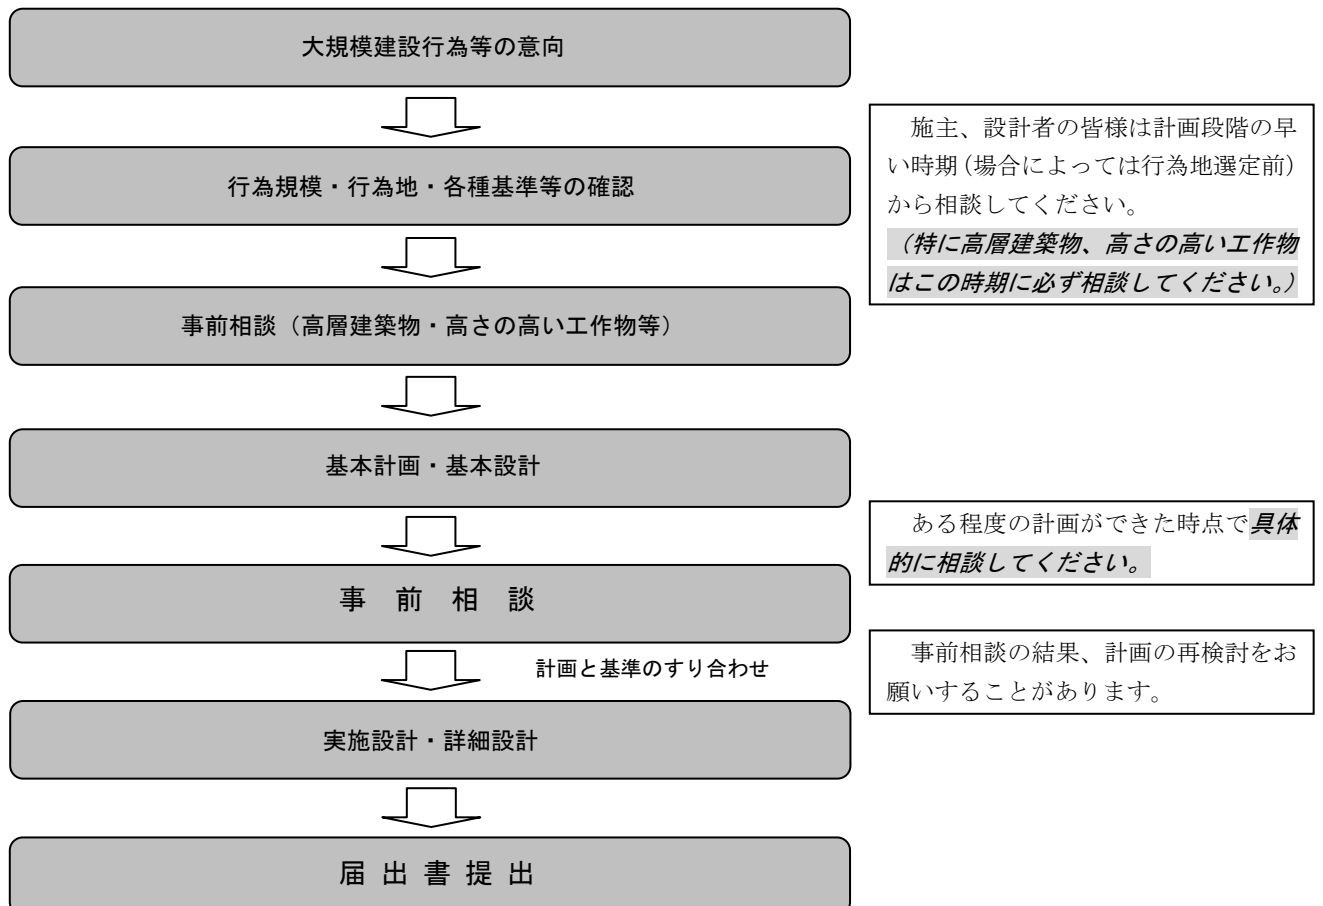 大規模建設行為等の意向
行為規模・行為地・各種基準等の確認
施主、設計者の皆様は計画段階の早
い時期（場合によっては行為地選定前）
から相談してください。
（特に高層建築物、高さの高い工作物
はこの時期に必ず相談してください。）
事前相談（高層建築物・高さの高い工作物等）
基本計画・基本設計
ある程度の計画ができた時点で具体
的に相談してください。
事　前　相　談
計画と基準のすり合わせ
事前相談の結果、計画の再検討をお
願いすることがあります。
実施設計・詳細設計
届 出 書 提 出